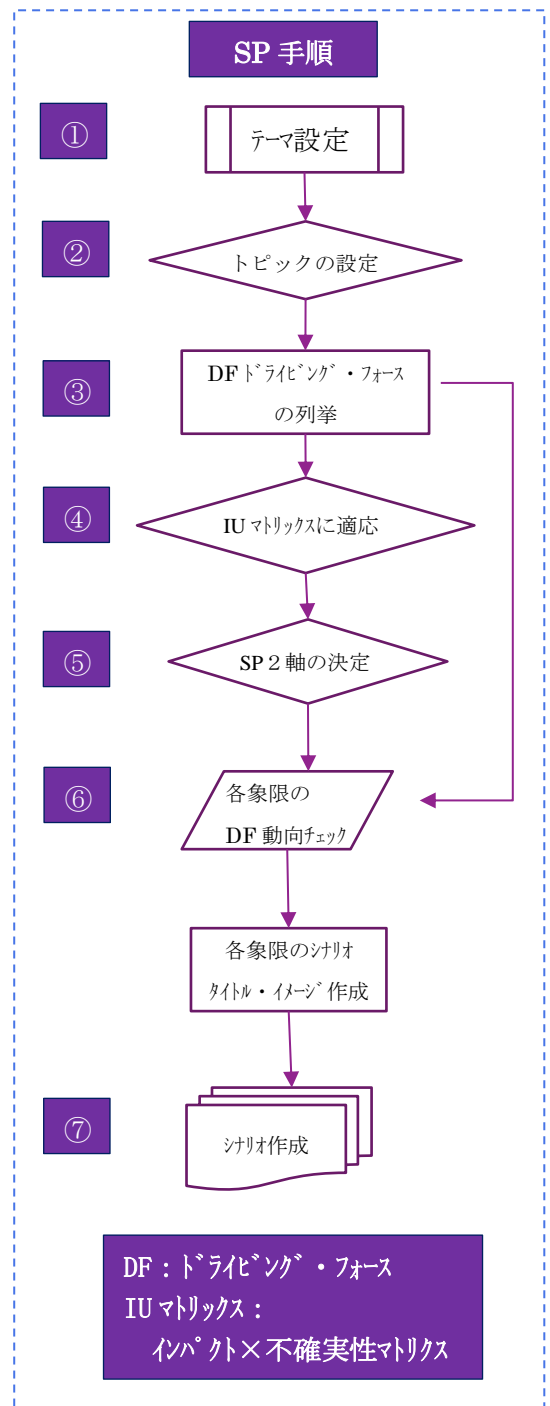 SP 手順
①
ﾃｰﾏ設定
②
トピックの設定
③
DF ﾄﾞﾗｲﾋﾞﾝｸﾞ・ﾌｫｰｽ
の列挙
④
IU ﾏﾄﾘｯｸｽに適応
⑤
SP２軸の決定
⑥
各象限の
DF 動向ﾁｪｯｸ
各象限のｼﾅﾘｵ
ﾀｲﾄﾙ・ｲﾒｰｼﾞ作成
⑦
ｼﾅﾘｵ作成
DF：ﾄﾞﾗｲﾋﾞﾝｸﾞ・ﾌｫｰｽ
IU ﾏﾄﾘｯｸｽ：
ｲﾝﾊﾟｸﾄ×不確実性ﾏﾄﾘｸｽ